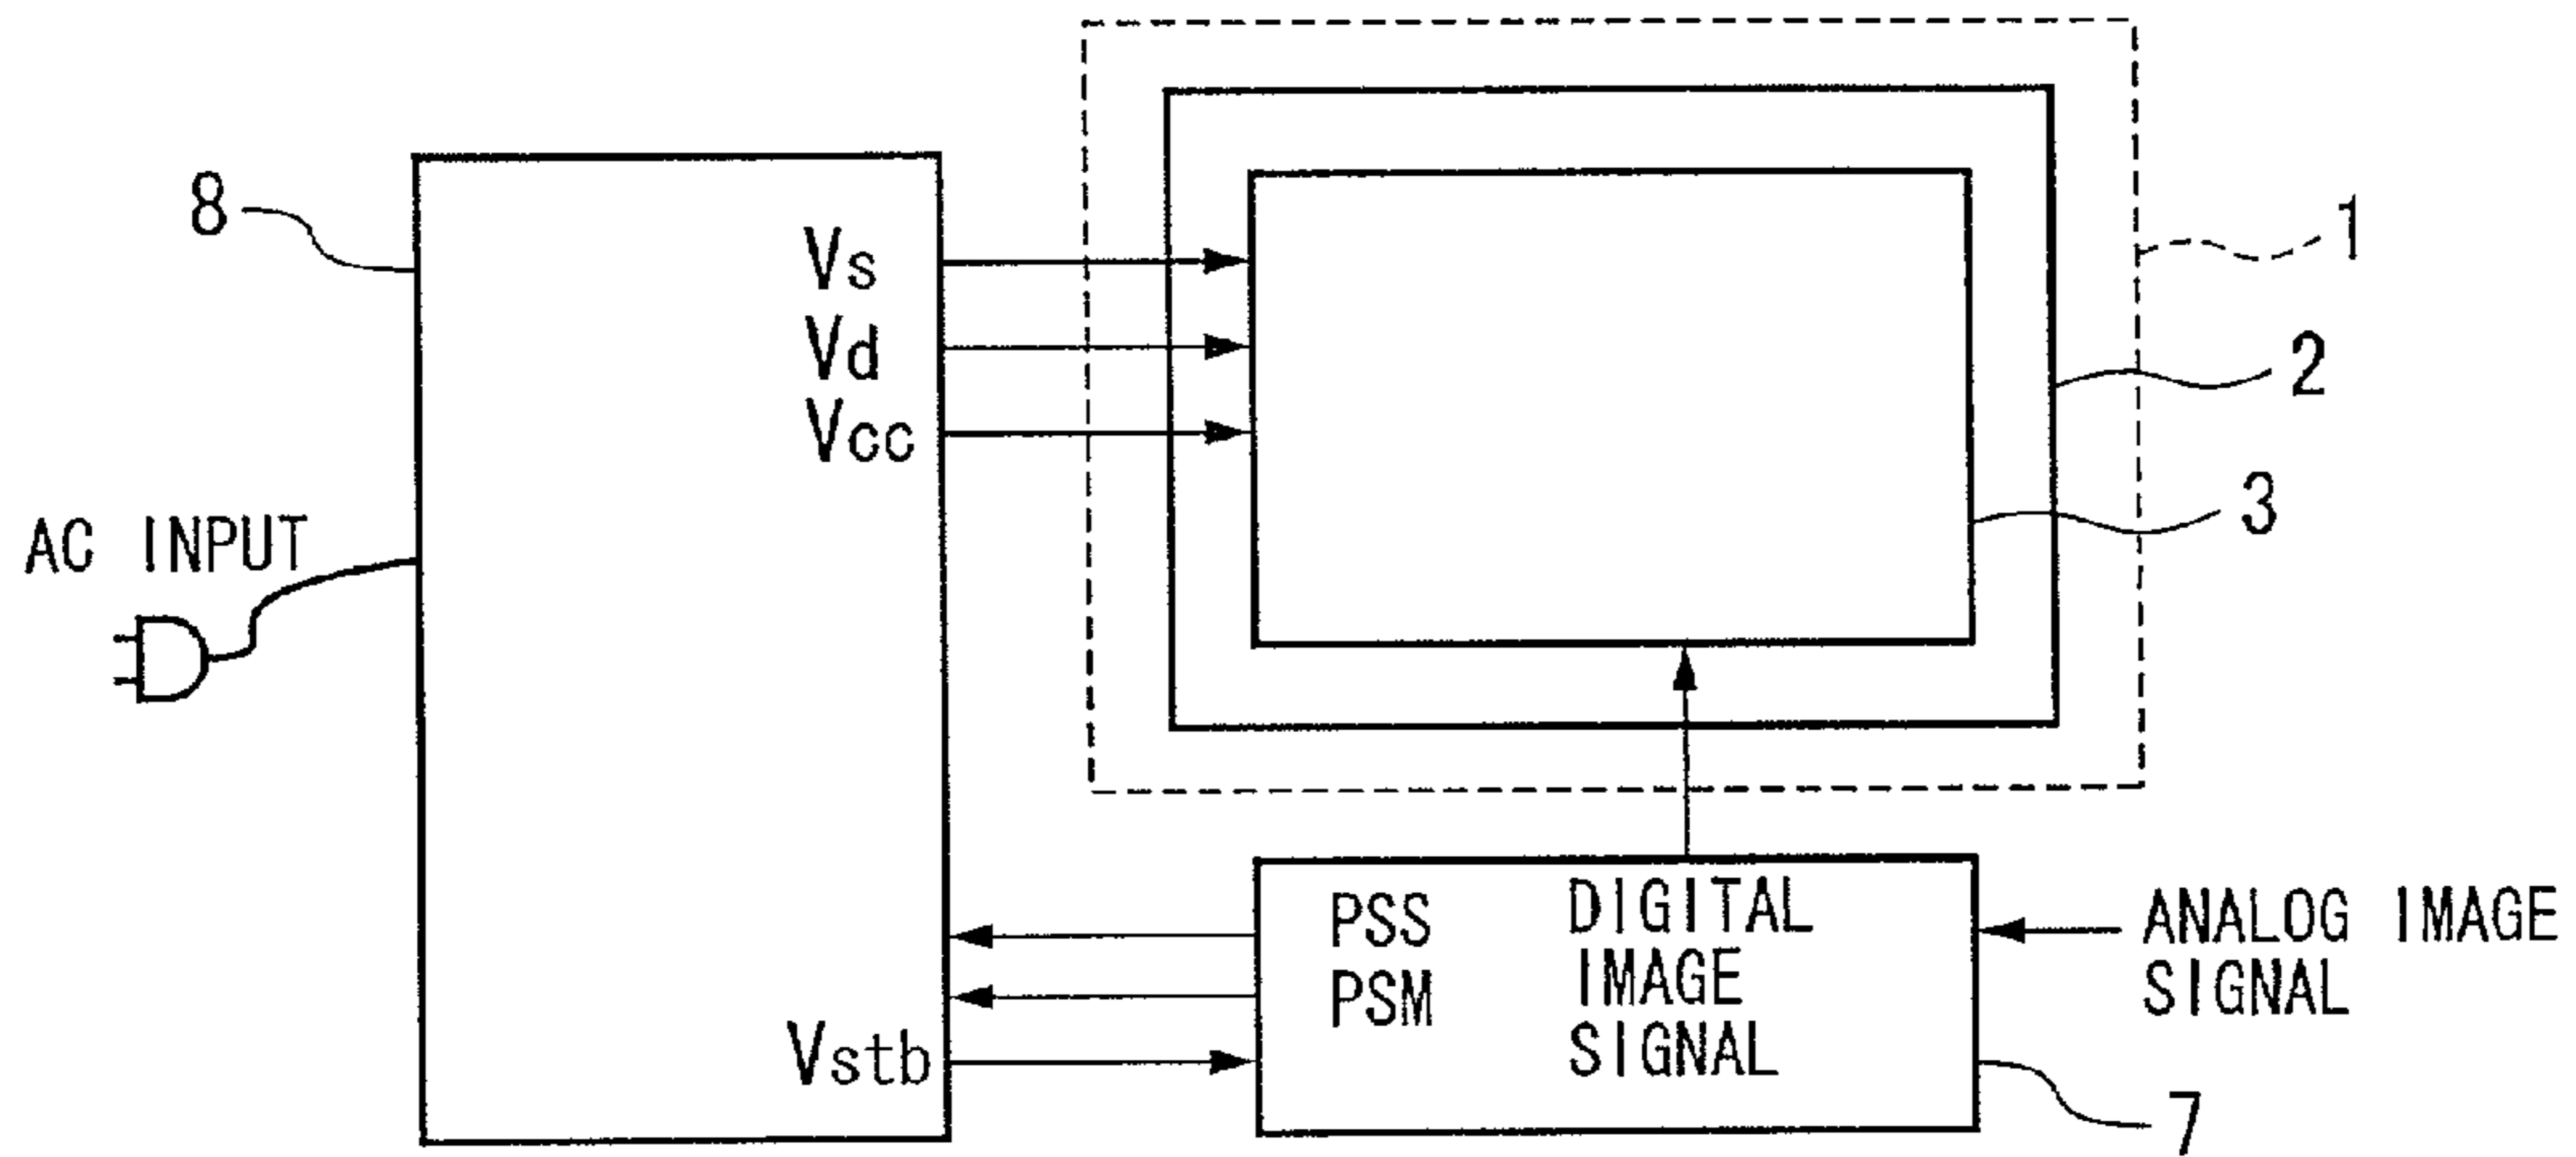 8
Vs
1
Vd
2
Vcc
3
AC INPUT
PSS
DIGITAL
IMAGE
SIGNAL
PSM
ANALOG IMAGE
SIGNAL
Vstb
7